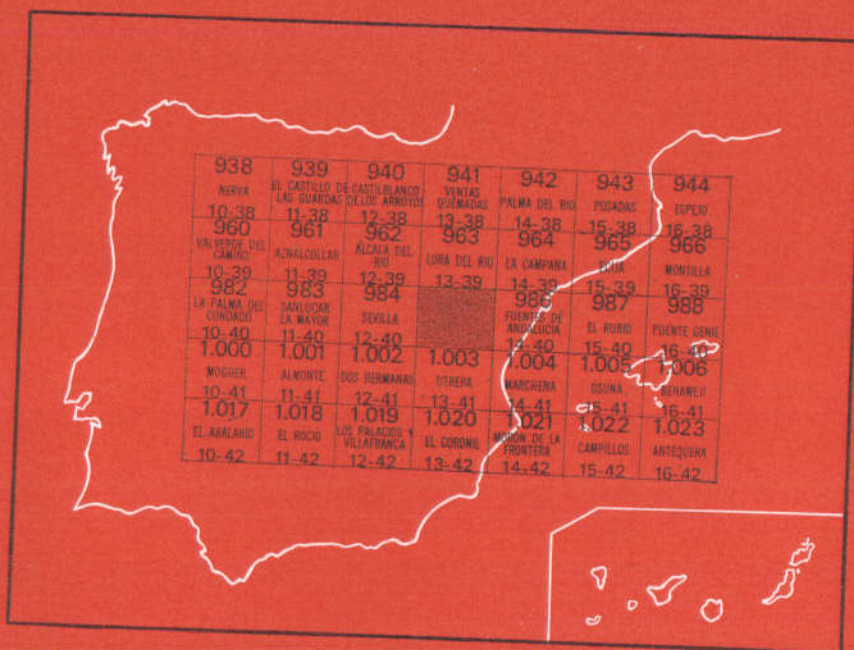 938 939 940 941 942 943 944
NERVA EL CASTILLO DE LAS GUARDAS CASTILBLANCO DE LOS ARROYOS VENTAS QUEMADAS PALMA DEL RIO POSADAS ESPEJO
10-38 11-38 12-38 13-38 14-38 15-38 16-38
960 961 962 963 964 965 966
VALVERDE DEL CAMINO AZNALCOLLAR ALCALA DEL RIO LORA DEL RIO LA CAMPANA MONTILLA
10-39 11-39 12-39 13-39 14-39 15-39 16-39
982 983 984 986 987 988
LA PALMA DEL CONDADO SANLUCAR LA MAYOR SEVILLA FUENTES DE ANDALUCIA EL RUBIO PUENTE GENIL
10-40 11-40 12-40 14-40 15-40 16-40
1.000 1.001 1.002 1.003 1.004 1.005 1.006
MOGUER ALMONTE DOS HERMANAS UTRERA MARCHENA OSUNA BENAMEJI
10-41 11-41 12-41 13-41 14-41 15-41 16-41
1.017 1.018 1.019 1.020 1.021 1.022 1.023
EL ABALARIO EL ROCIO LOS PALACIOS Y VILLAFRANCA EL CORONIL MORON DE LA FRONTERA CAMPILLOS ANTEQUERA
10-42 11-42 12-42 13-42 14-42 15-42 16-42